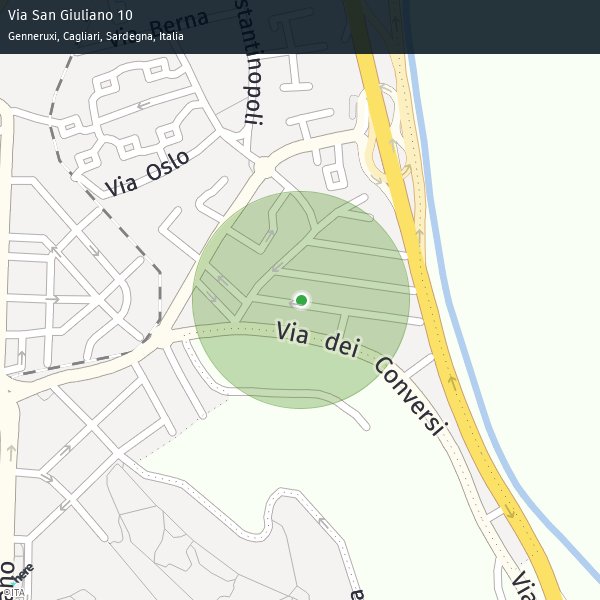 Via San Giuliano 10
Genneruxi, Cagliari, Sardegna, Italia
Via Berna
stantinopoli
Via Oslo
Via dei Conversi
Via
here
©ITA